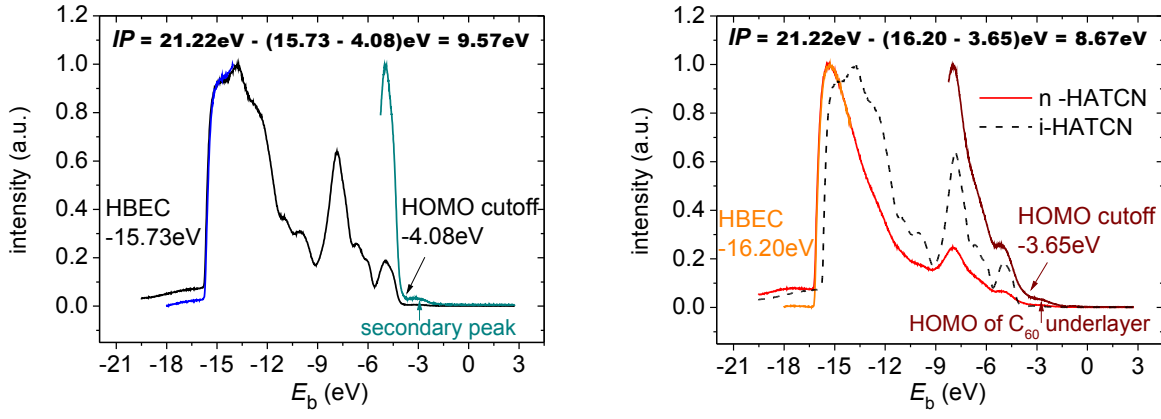 IP = 21.22eV - (15.73 - 4.08)eV = 9.57eV
1.2
1.0
0.8
0.6
0.4
0.2
0.0
intensity (a.u.)
HBEC
-15.73eV
HOMO cutoff
-4.08eV
secondary peak
-21 -18 -15 -12 -9 -6 -3 0 3
Eb (eV)
IP = 21.22eV - (16.20 - 3.65)eV = 8.67eV
1.2
1.0
0.8
0.6
0.4
0.2
0.0
intensity (a.u.)
n -HATCN
i-HATCN
HBEC
-16.20eV
HOMO cutoff
-3.65eV
HOMO of C60 underlayer
-21 -18 -15 -12 -9 -6 -3 0 3
Eb (eV)